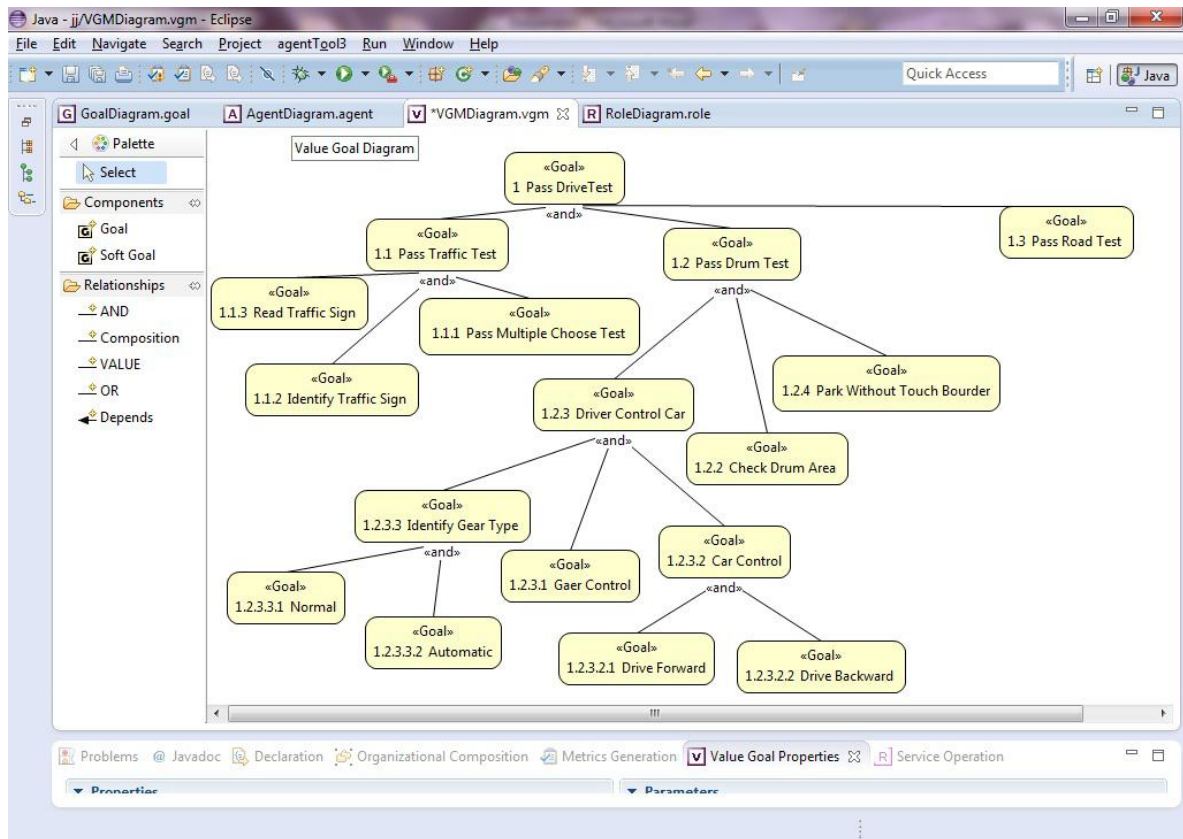 Java - jj/VGMDiagram.vgm - Eclipse
File Edit Navigate Search Project agentTool3 Run Window Help
Quick Access
Java
GoalDiagram.goal
AgentDiagram.agent
*VGMDiagram.vgm
RoleDiagram.role
Palette
Select
Components
Goal
Soft Goal
Relationships
AND
Composition
VALUE
OR
Depends
Value Goal Diagram
«Goal»
1 Pass DriveTest
«and»
«Goal»
1.1 Pass Traffic Test
«and»
«Goal»
1.2 Pass Drum Test
«and»
«Goal»
1.3 Pass Road Test
«Goal»
1.1.3 Read Traffic Sign
«Goal»
1.1.1 Pass Multiple Choose Test
«Goal»
1.1.2 Identify Traffic Sign
«Goal»
1.2.3 Driver Control Car
«and»
«Goal»
1.2.4 Park Without Touch Bourder
«Goal»
1.2.2 Check Drum Area
«Goal»
1.2.3.3 Identify Gear Type
«and»
«Goal»
1.2.3.1 Gaer Control
«Goal»
1.2.3.2 Car Control
«and»
«Goal»
1.2.3.3.1 Normal
«Goal»
1.2.3.3.2 Automatic
«Goal»
1.2.3.2.1 Drive Forward
«Goal»
1.2.3.2.2 Drive Backward
Problems @ Javadoc Declaration Organizational Composition Metrics Generation Value Goal Properties Service Operation
Properties
Parameters